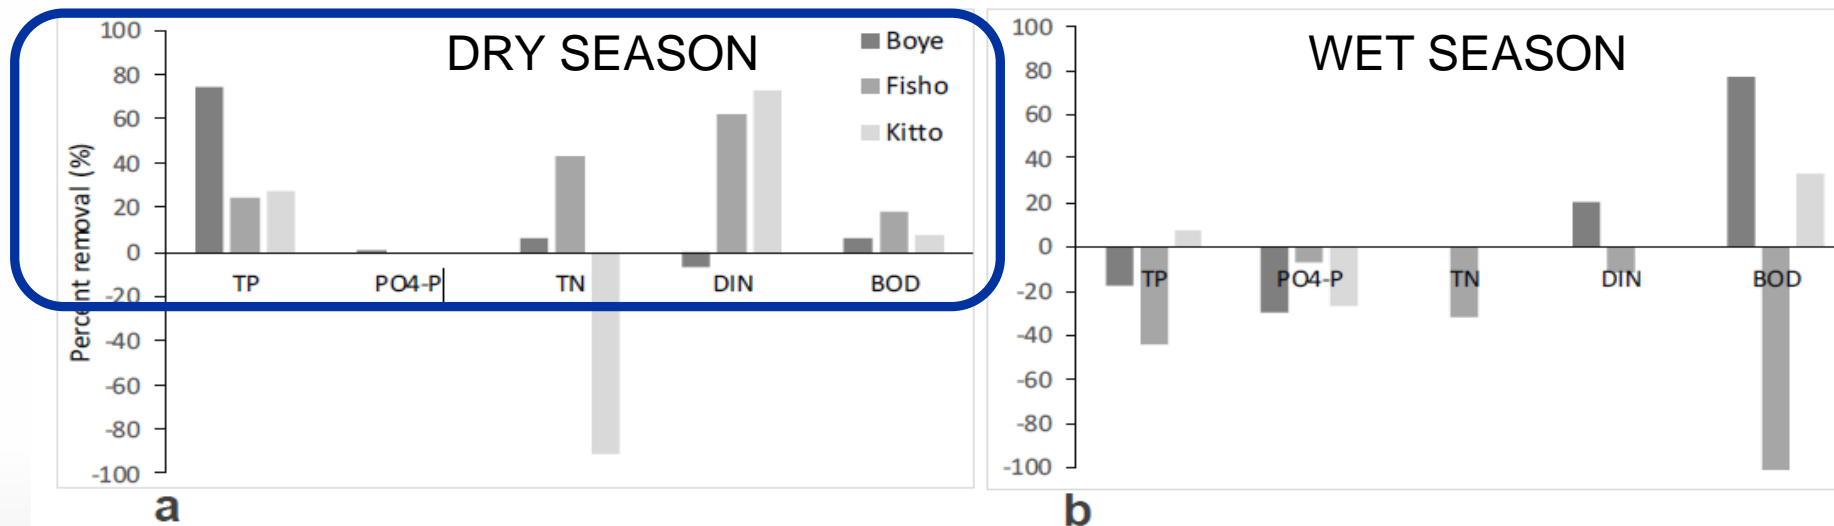 DRY SEASON
Percent removal (%)
100
80
60
40
20
0
-20
-40
-60
-80
-100
Boye
Fisho
Kitto
TP PO4-P TN DIN BOD
a
WET SEASON
100
80
60
40
20
0
-20
-40
-60
-80
-100
TP PO4-P TN DIN BOD
b